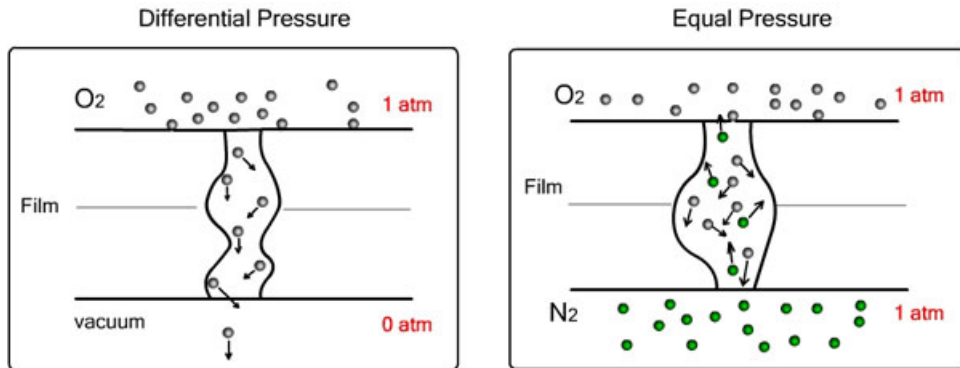 Differential Pressure
O2
1 atm
Film
vacuum
0 atm
Equal Pressure
O2
1 atm
Film
N2
1 atm